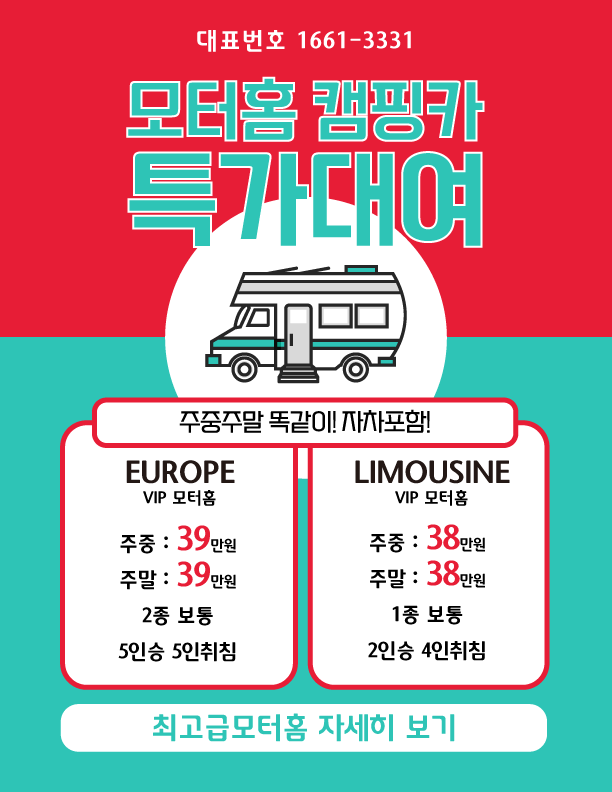 대표번호 1661-3331
모터홈 캠핑카
특가대여
주중주말 똑같이! 자차포함!
EUROPE
VIP 모터홈
주중 : 39만원
주말 : 39만원
2종 보통
5인승 5인취침
LIMOUSINE
VIP 모터홈
주중 : 38만원
주말 : 38만원
1종 보통
2인승 4인취침
최고급모터홈 자세히 보기